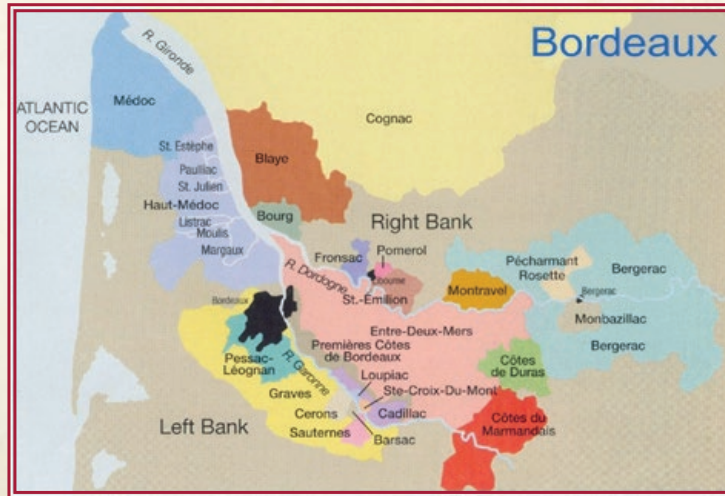 Bordeaux
R. Gironde
ATLANTIC
OCEAN
Médoc
Cognac
St. Estèphe
Blaye
Pauillac
St. Julien
Haut-Médoc
Bourg
Right Bank
Listrac
Moulis
Margaux
Fronsac
Pomerol
Libourne
R. Dordogne
St.-Émilion
Pécharmant
Rosette
Bergerac
Bergerac
Montravel
Monbazillac
Bergerac
Bordeaux
Entre-Deux-Mers
Premières Côtes
de Bordeaux
Pessac-
Léognan
R. Garonne
Côtes
de Duras
Loupiac
Graves
Ste-Croix-Du-Mont
Cerons
Cadillac
Côtes du
Marmandais
Left Bank
Sauternes
Barsac